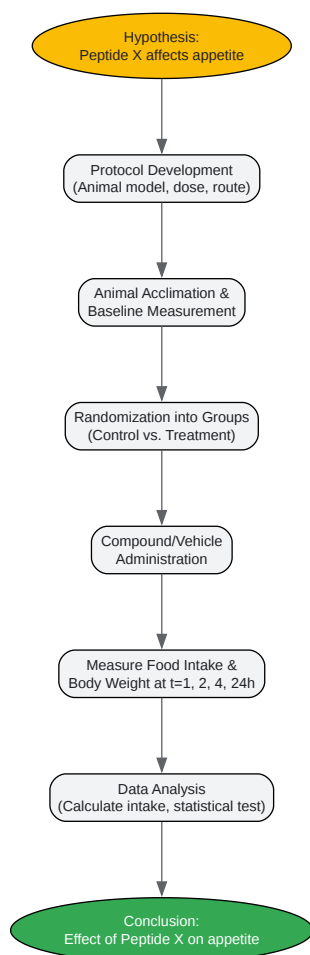 Hypothesis:
Peptide X affects appetite
Protocol Development
(Animal model, dose, route)
Animal Acclimation &
Baseline Measurement
Randomization into Groups
(Control vs. Treatment)
Compound/Vehicle
Administration
Measure Food Intake &
Body Weight at t=1, 2, 4, 24h
Data Analysis
(Calculate intake, statistical test)
Conclusion:
Effect of Peptide X on appetite